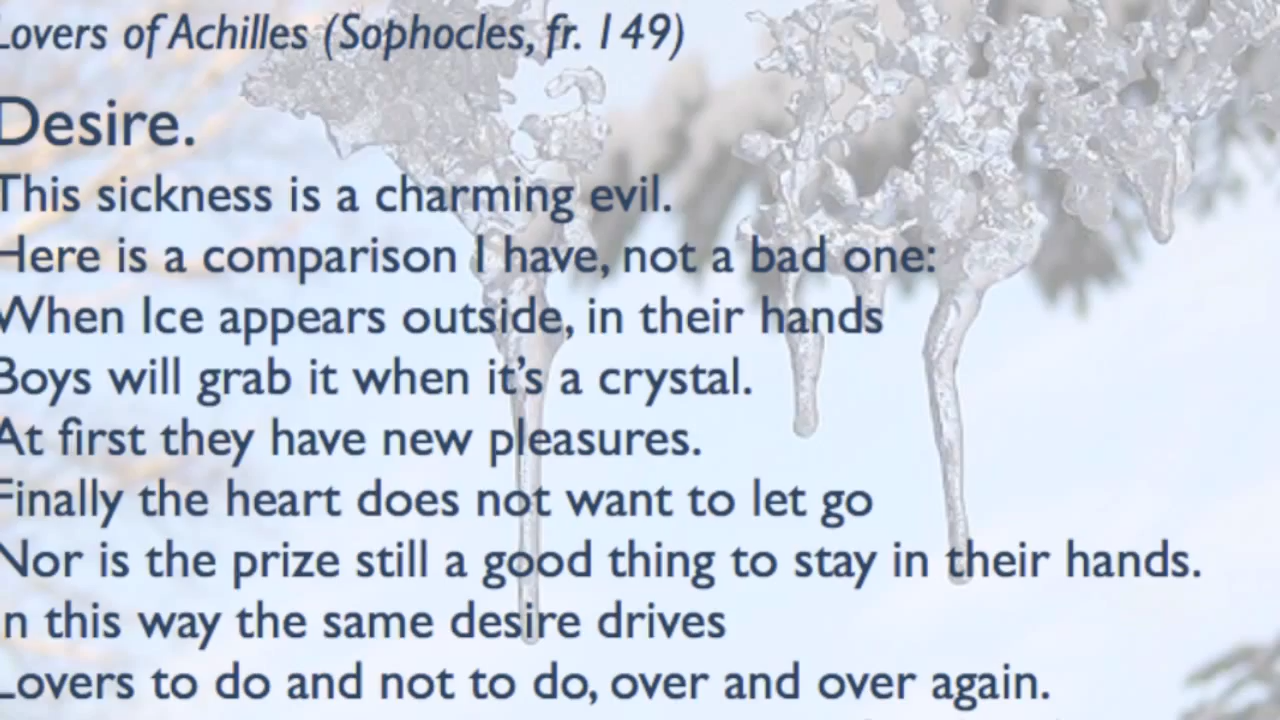 Lovers of Achilles (Sophocles, fr. 149)
Desire.
This sickness is a charming evil.
Here is a comparison I have, not a bad one:
When Ice appears outside, in their hands
Boys will grab it when it's a crystal.
At first they have new pleasures.
Finally the heart does not want to let go
Nor is the prize still a good thing to stay in their hands.
In this way the same desire drives
Lovers to do and not to do, over and over again.